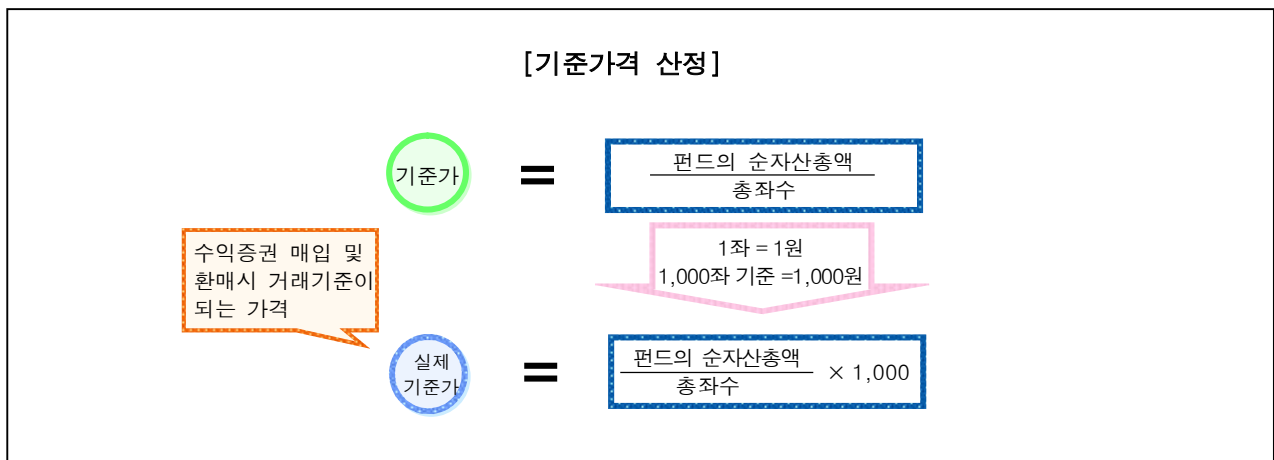 [기준가격 산정]
기준가
=
펀드의 순자산총액
총좌수
1좌 = 1원
1,000좌 기준 =1,000원
수익증권 매입 및
환매시 거래기준이
되는 가격
실제
기준가
=
펀드의 순자산총액
총좌수
× 1,000